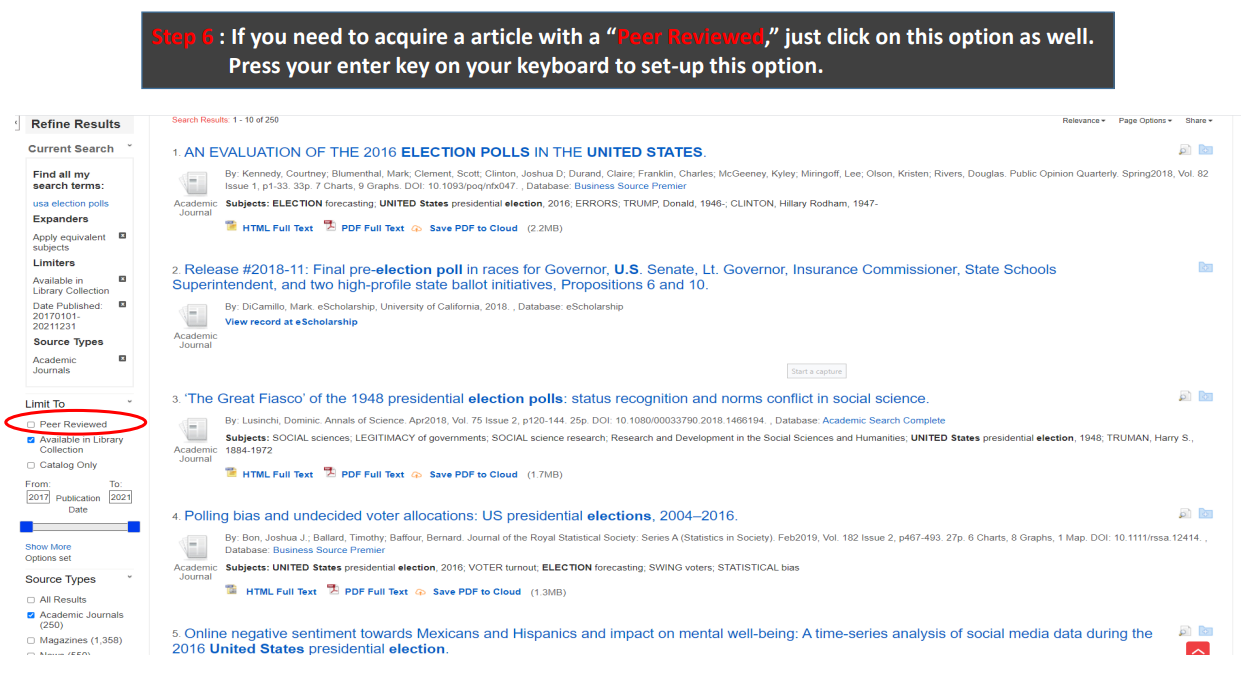 Step 6 : If you need to acquire a article with a “Peer Reviewed,” just click on this option as well.
Press your enter key on your keyboard to set-up this option.
Refine Results
Current Search
Find all my
search terms:
usa election polls
Expanders
Apply equivalent
subjects
Limiters
Available in
Library Collection
Date Published:
20170101-
20211231
Source Types
Academic
Journals
Limit To
Peer Reviewed
Available in Library
Collection
Catalog Only
From: To:
2017 Publication 2021
Date
Show More
Options set
Source Types
All Results
Academic Journals
(250)
Magazines (1,358)
News (550)
Search Results: 1 - 10 of 250
Relevance Page Options Share
1. AN EVALUATION OF THE 2016 ELECTION POLLS IN THE UNITED STATES.
By: Kennedy, Courtney; Blumenthal, Mark; Clement, Scott; Clinton, Joshua D; Durand, Claire; Franklin, Charles; McGeeney, Kyley; Miringoff, Lee; Olson, Kristen; Rivers, Douglas. Public Opinion Quarterly. Spring2018, Vol. 82
Issue 1, p1-33. 33p. 7 Charts, 9 Graphs. DOI: 10.1093/poq/nfx047. , Database: Business Source Premier
Academic
Journal
Subjects: ELECTION forecasting; UNITED States presidential election, 2016; ERRORS; TRUMP, Donald, 1946-; CLINTON, Hillary Rodham, 1947-
HTML Full Text PDF Full Text Save PDF to Cloud (2.2MB)
2. Release #2018-11: Final pre-election poll in races for Governor, U.S. Senate, Lt. Governor, Insurance Commissioner, State Schools
Superintendent, and two high-profile state ballot initiatives, Propositions 6 and 10.
By: DiCamillo, Mark. eScholarship, University of California, 2018. , Database: eScholarship
View record at eScholarship
Academic
Journal
Start a capture
3. ‘The Great Fiasco’ of the 1948 presidential election polls: status recognition and norms conflict in social science.
By: Lusinchi, Dominic. Annals of Science. Apr2018, Vol. 75 Issue 2, p120-144. 25p. DOI: 10.1080/00033790.2018.1466194. , Database: Academic Search Complete
Subjects: SOCIAL sciences; LEGITIMACY of governments; SOCIAL science research; Research and Development in the Social Sciences and Humanities; UNITED States presidential election, 1948; TRUMAN, Harry S.,
1884-1972
Academic
Journal
HTML Full Text PDF Full Text Save PDF to Cloud (1.7MB)
4. Polling bias and undecided voter allocations: US presidential elections, 2004–2016.
By: Bon, Joshua J.; Ballard, Timothy; Baffour, Bernard. Journal of the Royal Statistical Society: Series A (Statistics in Society). Feb2019, Vol. 182 Issue 2, p467-493. 27p. 6 Charts, 8 Graphs, 1 Map. DOI: 10.1111/rssa.12414. ,
Database: Business Source Premier
Academic
Journal
Subjects: UNITED States presidential election, 2016; VOTER turnout; ELECTION forecasting; SWING voters; STATISTICAL bias
HTML Full Text PDF Full Text Save PDF to Cloud (1.3MB)
5. Online negative sentiment towards Mexicans and Hispanics and impact on mental well-being: A time-series analysis of social media data during the
2016 United States presidential election.